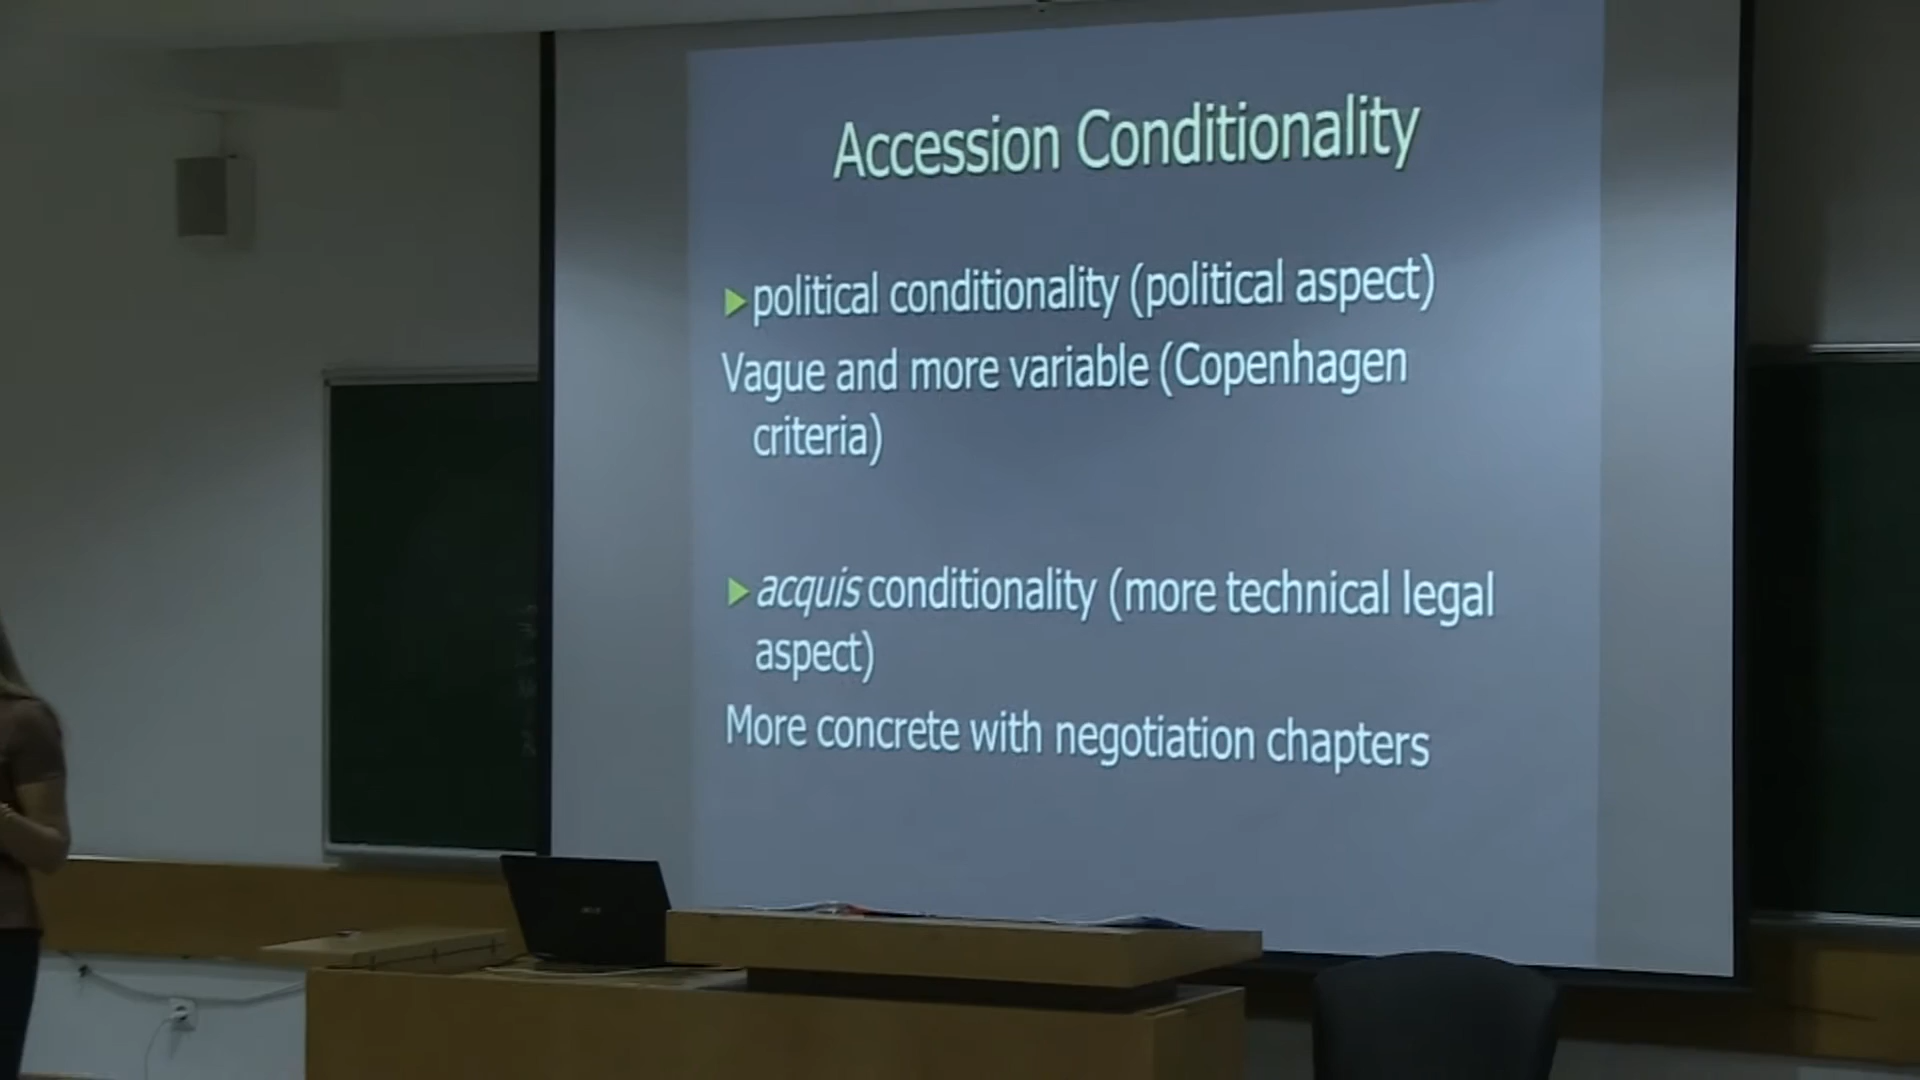 Accession Conditionality
political conditionality (political aspect)
Vague and more variable (Copenhagen
criteria)
acquis conditionality (more technical legal
aspect)
More concrete with negotiation chapters
acer